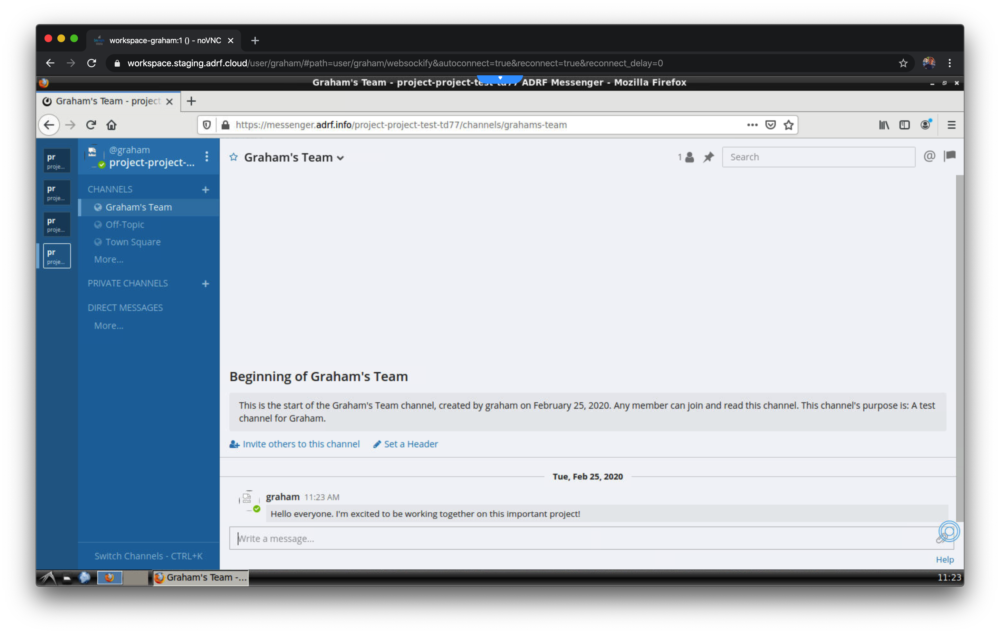 workspace-graham:1 () - noVNC
workspace.staging.adrf.cloud/user/graham/#path=user/graham/websockify&autoconnect=true&reconnect=true&reconnect_delay=0
Graham's Team - project-project-test-td77 ADRF Messenger - Mozilla Firefox
Graham's Team - project
https://messenger.adrf.info/project-project-test-td77/channels/grahams-team
pr
proje...
pr
proje...
pr
proje...
pr
proje...
@graham
project-project-...
CHANNELS
Graham's Team
Off-Topic
Town Square
More...
PRIVATE CHANNELS
DIRECT MESSAGES
More...
Switch Channels - CTRL+K
Graham's Team
1
Search
@
Beginning of Graham's Team
This is the start of the Graham's Team channel, created by graham on February 25, 2020. Any member can join and read this channel. This channel's purpose is: A test
channel for Graham.
Invite others to this channel
Set a Header
Tue, Feb 25, 2020
graham 11:23 AM
Hello everyone. I'm excited to be working together on this important project!
Write a message...
Help
Graham's Team -...
11:23